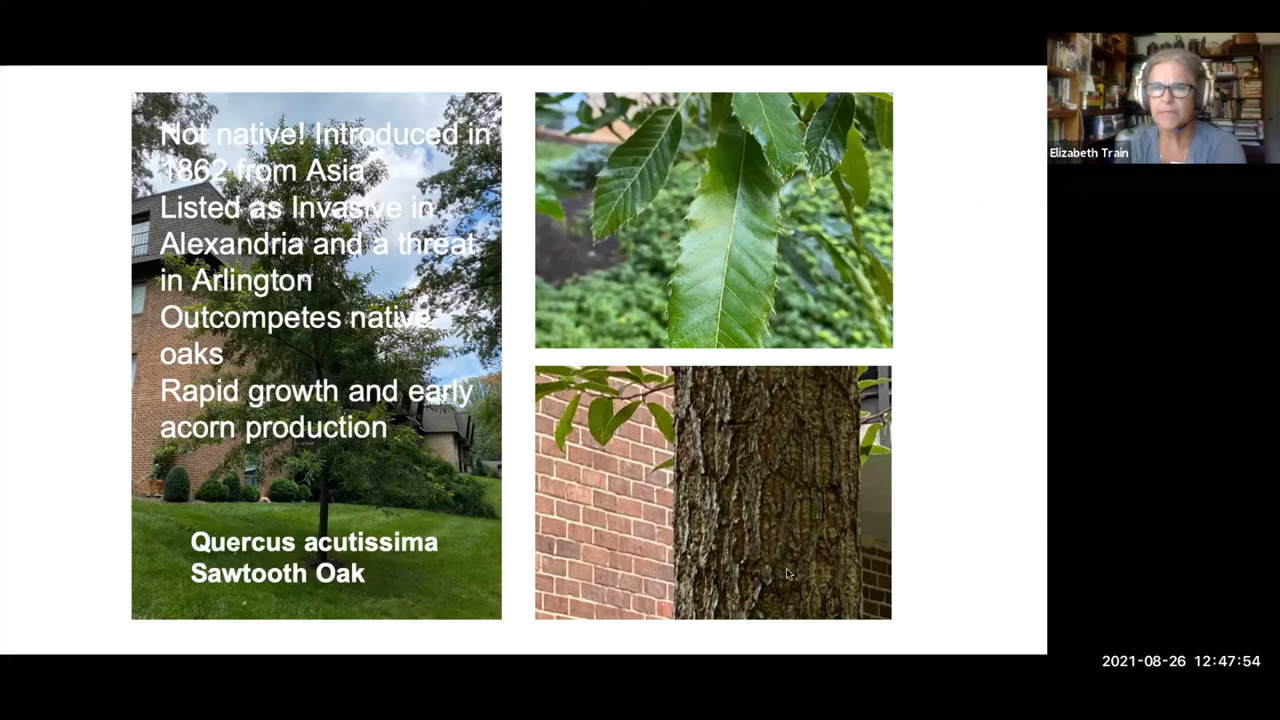 Not native! Introduced in
1862 from Asia
Listed as Invasive in
Alexandria and a threat
in Arlington
Outcompetes native
oaks
Rapid growth and early
acorn production
Quercus acutissima
Sawtooth Oak
Elizabeth Train
2021-08-26 12:47:54